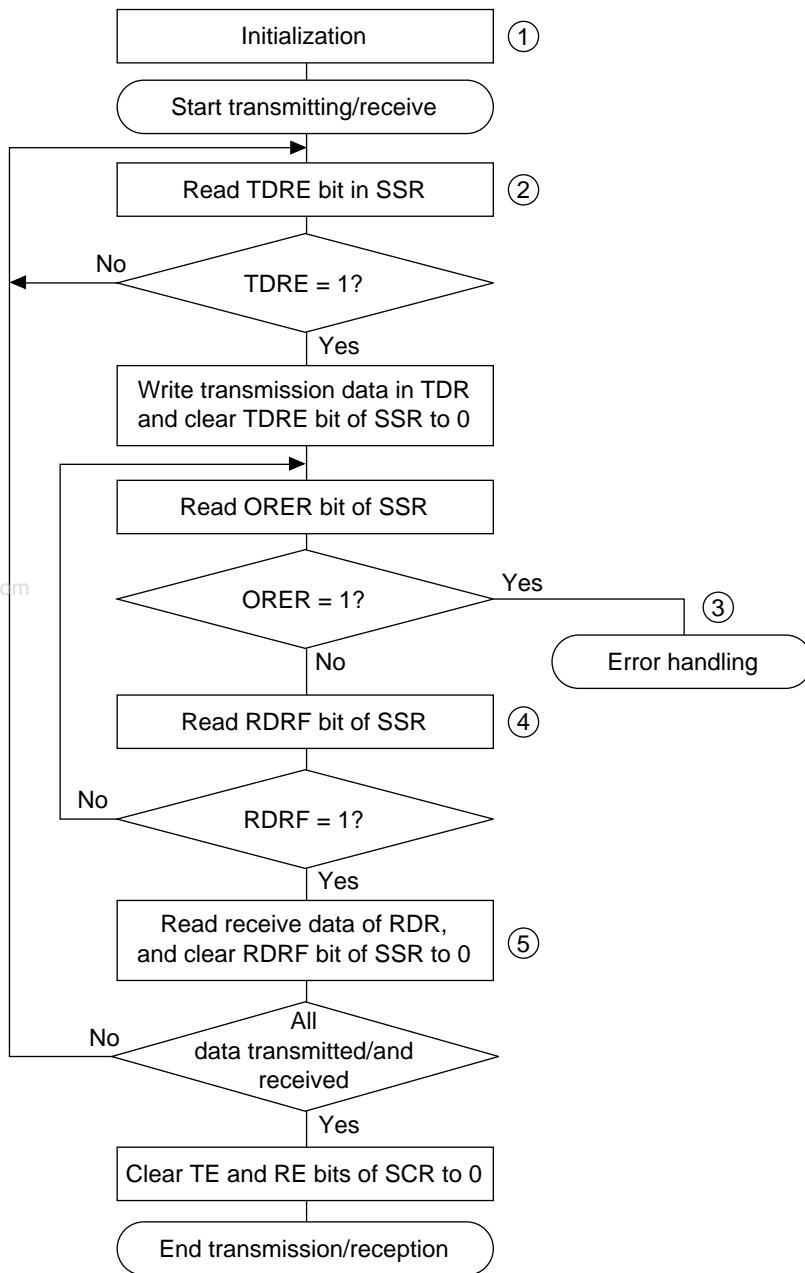 Initialization
①
Start transmitting/receive
Read TDRE bit in SSR
②
No
TDRE = 1?
Yes
Write transmission data in TDR
and clear TDRE bit of SSR to 0
Read ORER bit of SSR
om
ORER = 1?
Yes
③
Error handling
No
Read RDRF bit of SSR
④
No
RDRF = 1?
Yes
Read receive data of RDR,
and clear RDRF bit of SSR to 0
⑤
No
All
data transmitted/and
received
Yes
Clear TE and RE bits of SCR to 0
End transmission/reception